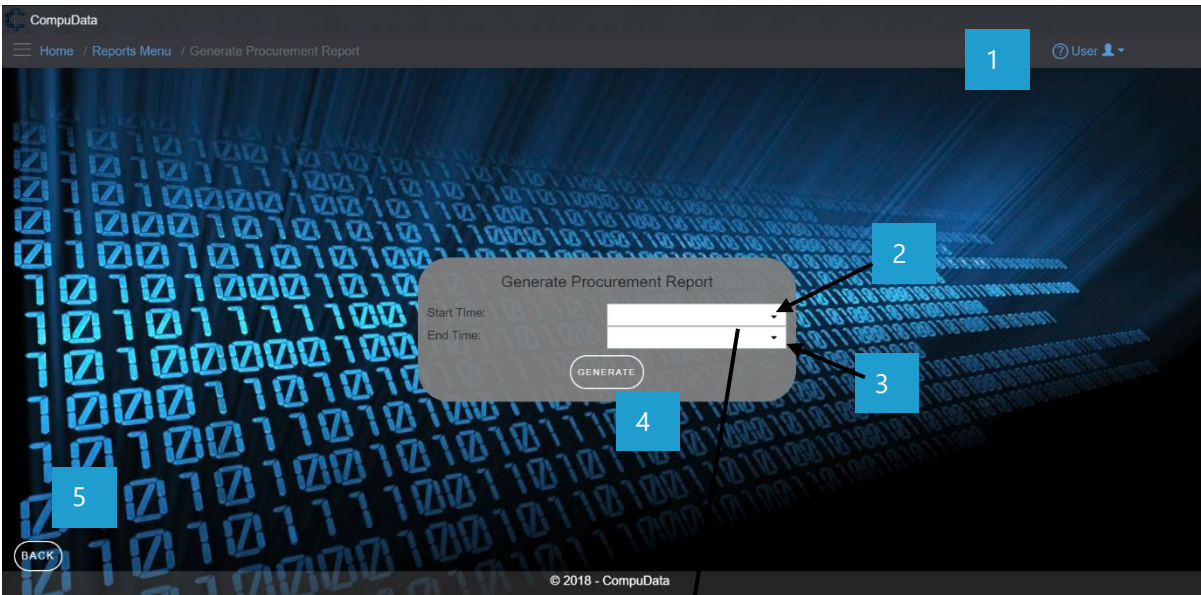 CompuData
Home / Reports Menu / Generate Procurement Report
1
User
2
Generate Procurement Report
Start TIme:
End Time:
GENERATE
3
4
5
BACK
© 2018 - CompuData